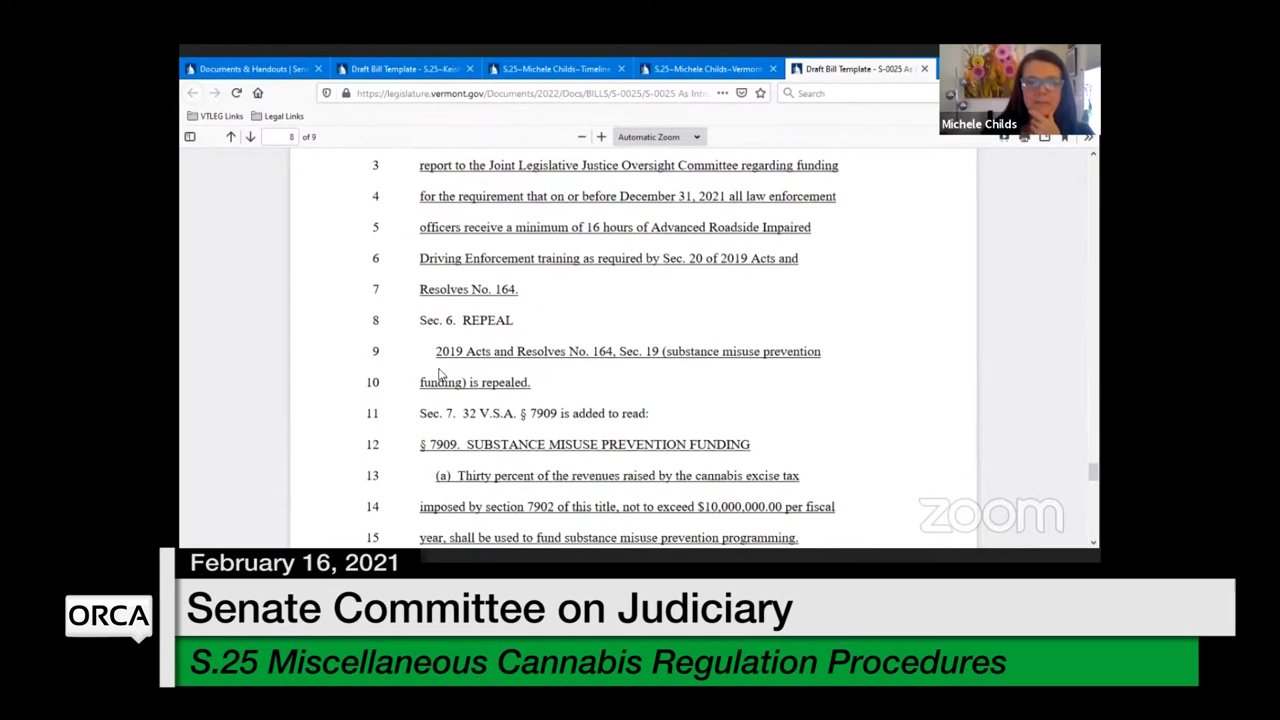 Documents & Handouts | Sen
Draft Bill Template - S.25--Keish
S.25--Michele Childs--Timeline
S.25--Michele Childs--Vermont
Draft Bill Template - S-0025 As I
https://legislature.vermont.gov/Documents/2022/Docs/BILLS/S-0025/S-0025 As Intr
Search
VTLEG Links
Legal Links
8 of 9
Automatic Zoom
Michele Childs
3 report to the Joint Legislative Justice Oversight Committee regarding funding
4 for the requirement that on or before December 31, 2021 all law enforcement
5 officers receive a minimum of 16 hours of Advanced Roadside Impaired
6 Driving Enforcement training as required by Sec. 20 of 2019 Acts and
7 Resolves No. 164.
8 Sec. 6. REPEAL
9 2019 Acts and Resolves No. 164, Sec. 19 (substance misuse prevention
10 funding) is repealed.
11 Sec. 7. 32 V.S.A. § 7909 is added to read:
12 § 7909. SUBSTANCE MISUSE PREVENTION FUNDING
13 (a) Thirty percent of the revenues raised by the cannabis excise tax
14 imposed by section 7902 of this title, not to exceed $10,000,000.00 per fiscal
15 year, shall be used to fund substance misuse prevention programming.
zoom
February 16, 2021
ORCA
Senate Committee on Judiciary
S.25 Miscellaneous Cannabis Regulation Procedures